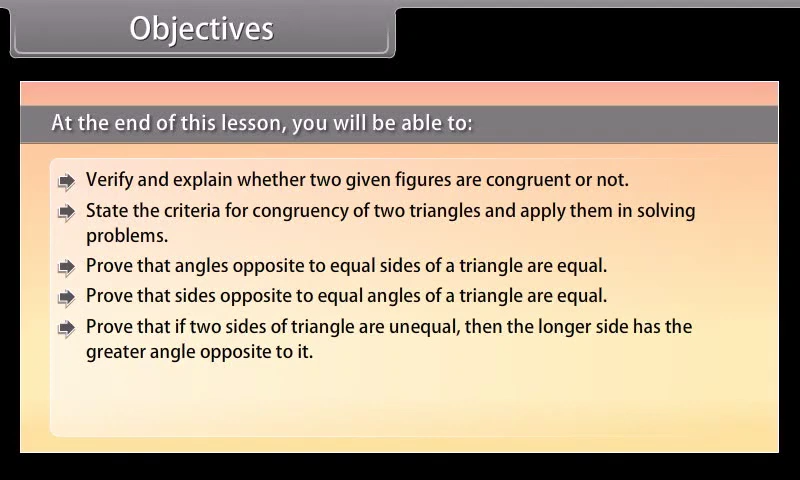 Objectives
At the end of this lesson, you will be able to:
Verify and explain whether two given figures are congruent or not.
State the criteria for congruency of two triangles and apply them in solving
problems.
Prove that angles opposite to equal sides of a triangle are equal.
Prove that sides opposite to equal angles of a triangle are equal.
Prove that if two sides of triangle are unequal, then the longer side has the
greater angle opposite to it.